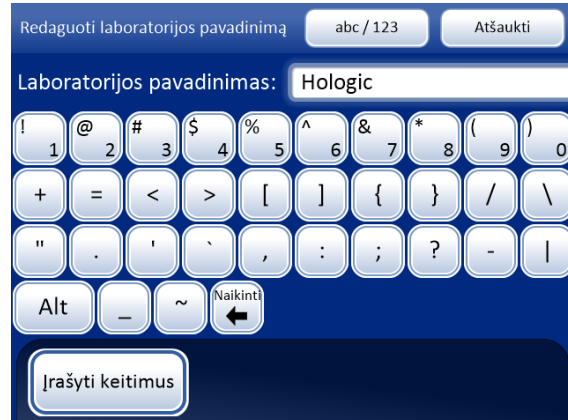 Redaguoti laboratorijos pavadinimą abc / 123 Atšaukti
Laboratorijos pavadinimas: Hologic
! 1 @ 2 # 3 $ 4 % 5 ^ 6 & 7 * 8 ( 9 ) 0
+ = < > [ ] { } / \
" . ' ` , : ; ? - |
Alt _ ~ Naikinti
Įrašyti keitimus